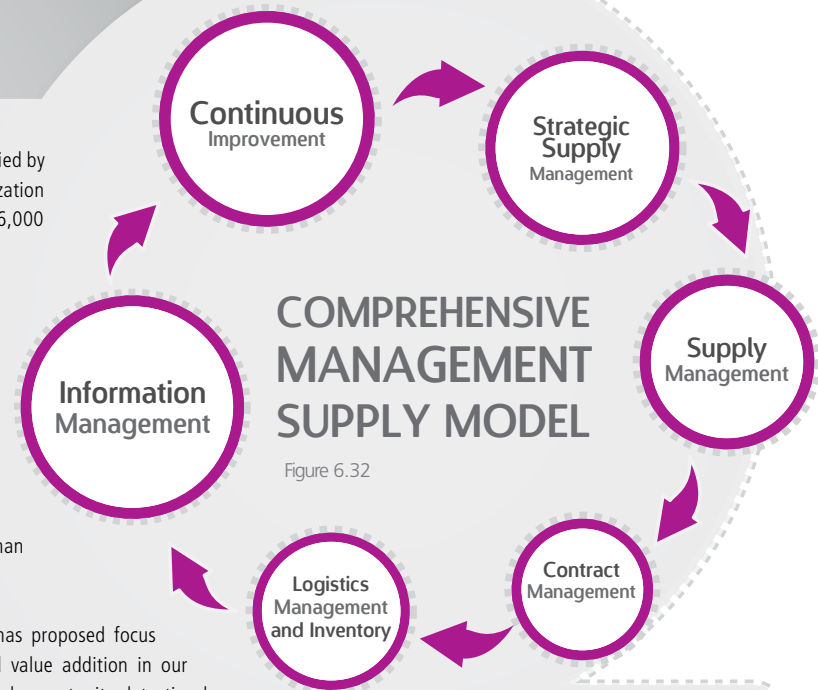 ied by
zation
6,000
han
has proposed focus
value addition in our
Continuous
Improvement
Strategic
Supply
Management
Supply
Management
Contract
Management
Logistics
Management
and Inventory
Information
Management
COMPREHENSIVE
MANAGEMENT
SUPPLY MODEL
Figure 6.32